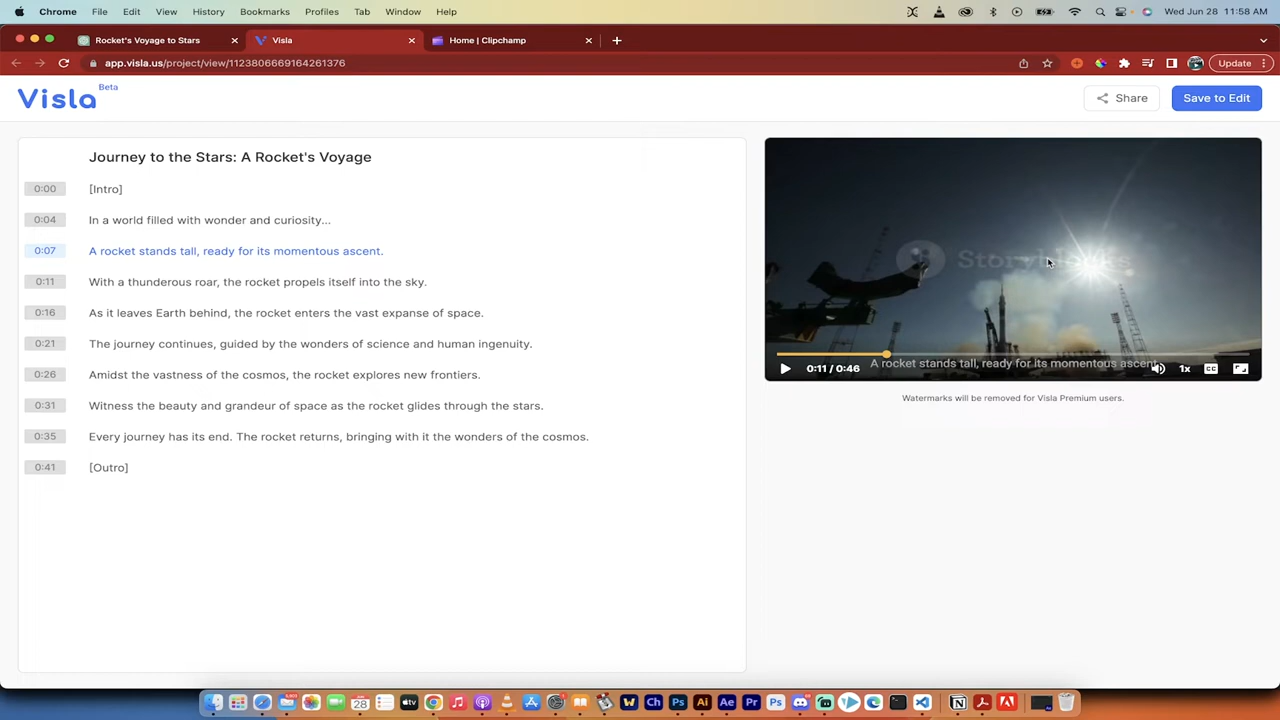 Chrome File Edit View History Bookmarks Profiles Tab Window Help Wed Jun 28 11:58 AM
Rocket's Voyage to Stars Visla Home | Clipchamp
app.visla.us/project/view/1123806669164261376 Update
Visla Beta Share Save to Edit
Journey to the Stars: A Rocket's Voyage
0:00 [Intro]
0:04 In a world filled with wonder and curiosity...
0:07 A rocket stands tall, ready for its momentous ascent.
0:11 With a thunderous roar, the rocket propels itself into the sky.
0:16 As it leaves Earth behind, the rocket enters the vast expanse of space.
0:21 The journey continues, guided by the wonders of science and human ingenuity.
0:26 Amidst the vastness of the cosmos, the rocket explores new frontiers.
0:31 Witness the beauty and grandeur of space as the rocket glides through the stars.
0:35 Every journey has its end. The rocket returns, bringing with it the wonders of the cosmos.
0:41 [Outro]
Storyblocks
A rocket stands tall, ready for its momentous ascent.
0:11 / 0:46 1x CC
Watermarks will be removed for Visla Premium users.
28 W Ch Ps Ai Ae Pr Ps